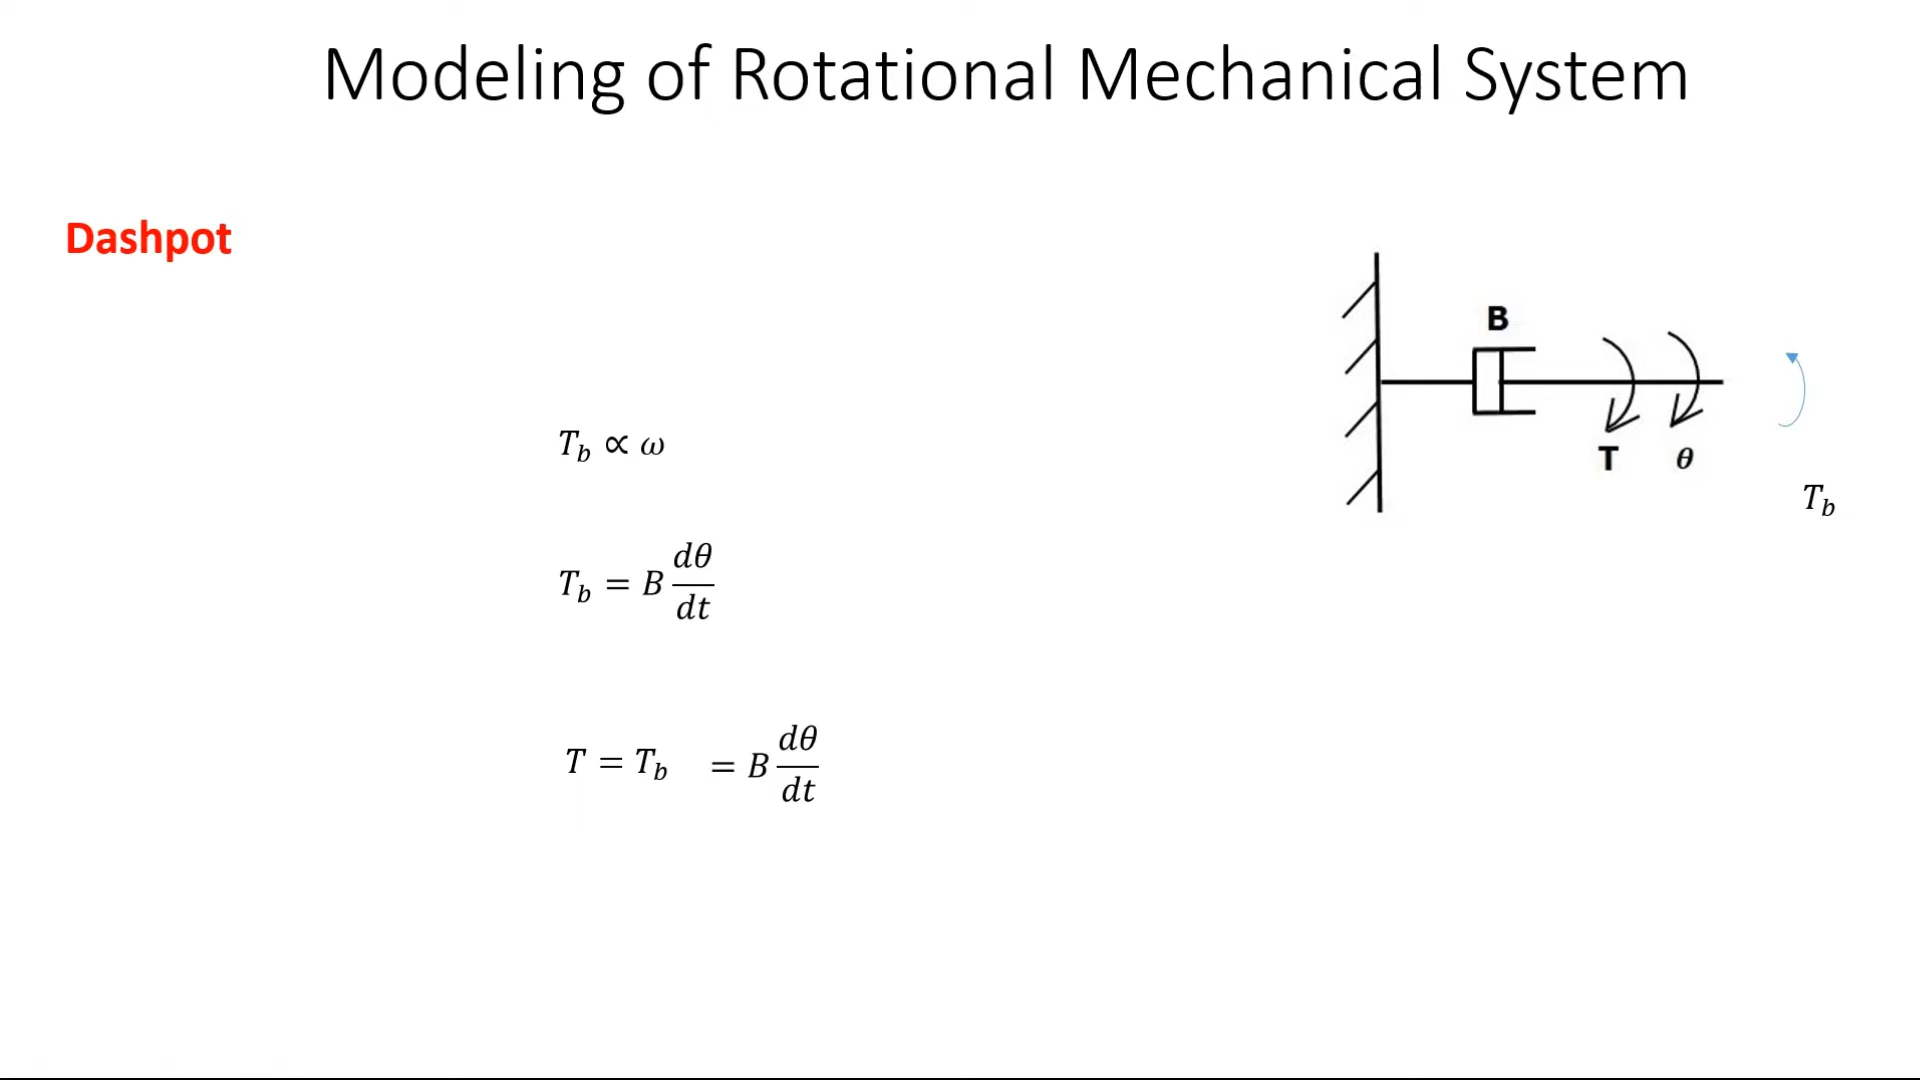 Modeling of Rotational Mechanical System
Dashpot
B
T θ
T_b
T_b ∝ ω
T_b = B dθ/dt
T = T_b = B dθ/dt